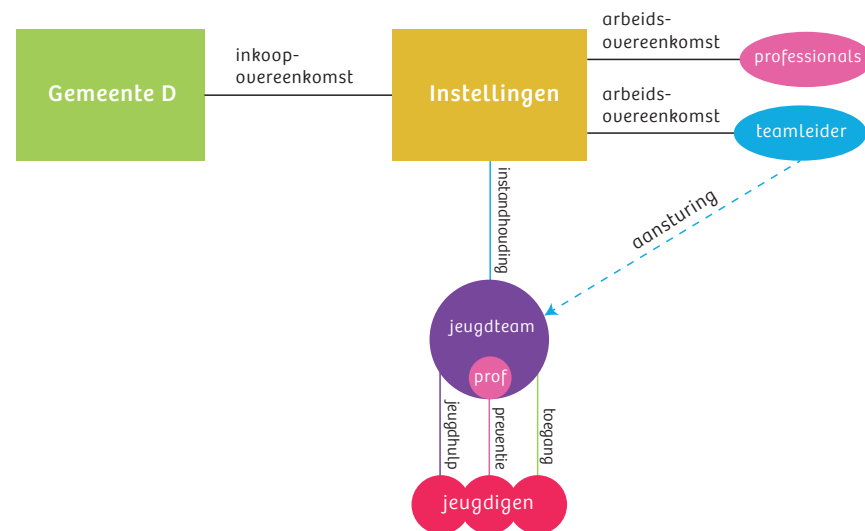 Gemeente D
inkoop-
overeenkomst
Instellingen
arbeids-
overeenkomst
professionals
arbeids-
overeenkomst
teamleider
instandhouding
aansturing
jeugdteam
prof
jeugdhulp
preventie
toegang
jeugdigen